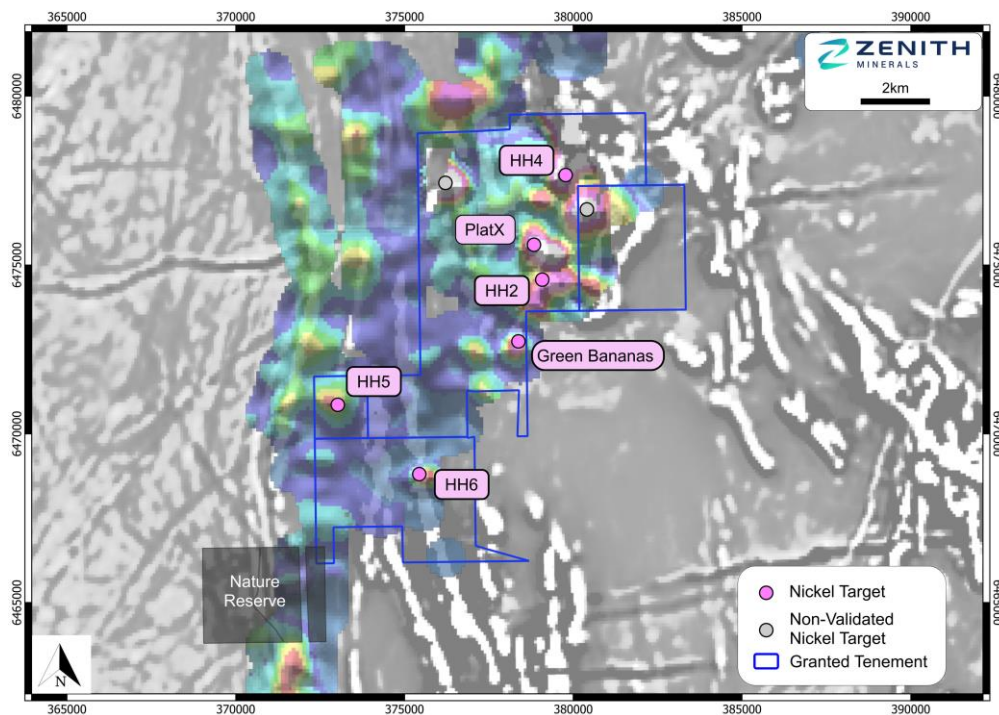 365000
370000
375000
380000
385000
390000
ZENITH
MINERALS
2km
6480000
6480000
HH4
PlatX
6475000
6475000
HH2
Green Bananas
HH5
6470000
6470000
HH6
Nature
Reserve
6465000
6465000
Nickel Target
Non-Validated
Nickel Target
Granted Tenement
N
365000
370000
375000
380000
385000
390000